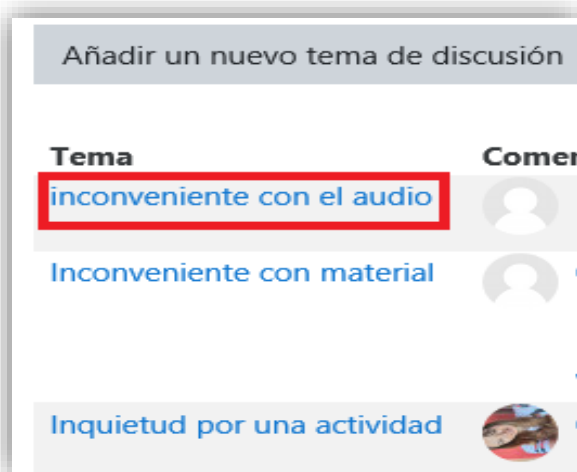 Añadir un nuevo tema de discusión
Tema
inconveniente con el audio
Inconveniente con material
Inquietud por una actividad